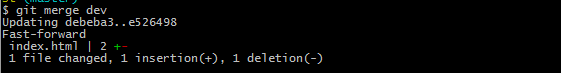 $ git merge dev
Updating debeba3..e526498
Fast-forward
 index.html | 2 +-
 1 file changed, 1 insertion(+), 1 deletion(-)